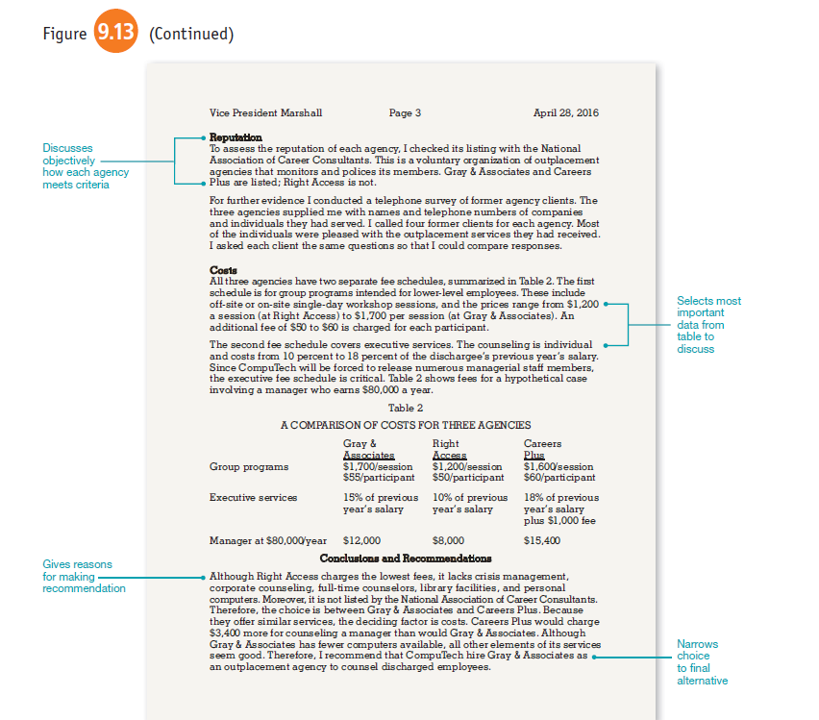 Figure 9.13 (Continued)
Vice President Marshall Page 3 April 28, 2016
Discusses
objectively
how each agency
meets criteria
Reputation
To assess the reputation of each agency, I checked its listing with the National
Association of Career Consultants. This is a voluntary organization of outplacement
agencies that monitors and polices its members. Gray & Associates and Careers
Plus are listed; Right Access is not.
For further evidence I conducted a telephone survey of former agency clients. The
three agencies supplied me with names and telephone numbers of companies
and individuals they had served. I called four former clients for each agency. Most
of the individuals were pleased with the outplacement services they had received.
I asked each client the same questions so that I could compare responses.
Costs
All three agencies have two separate fee schedules, summarized in Table 2. The first
schedule is for group programs intended for lower-level employees. These include
off-site or on-site single-day workshop sessions, and the prices range from $1,200
a session (at Right Access) to $1,700 per session (at Gray & Associates). An
additional fee of $50 to $60 is charged for each participant.
Selects most
important
data from
table to
discuss
The second fee schedule covers executive services. The counseling is individual
and costs from 10 percent to 18 percent of the dischargee's previous year's salary.
Since CompuTech will be forced to release numerous managerial staff members,
the executive fee schedule is critical. Table 2 shows fees for a hypothetical case
involving a manager who earns $80,000 a year.
Table 2
A COMPARISON OF COSTS FOR THREE AGENCIES
Gray & Right Careers
Associates Access Plus
Group programs $1,700/session $1,200/session $1,600/session
$55/participant $50/participant $60/participant
Executive services 15% of previous 10% of previous 18% of previous
year's salary year's salary year's salary
plus $1,000 fee
Manager at $80,000/year $12,000 $8,000 $15,400
Conclusions and Recommendations
Gives reasons
for making
recommendation
Although Right Access charges the lowest fees, it lacks crisis management,
corporate counseling, full-time counselors, library facilities, and personal
computers. Moreover, it is not listed by the National Association of Career Consultants.
Therefore, the choice is between Gray & Associates and Careers Plus. Because
they offer similar services, the deciding factor is costs. Careers Plus would charge
$3,400 more for counseling a manager than would Gray & Associates. Although
Gray & Associates has fewer computers available, all other elements of its services
seem good. Therefore, I recommend that CompuTech hire Gray & Associates as
an outplacement agency to counsel discharged employees.
Narrows
choice
to final
alternative